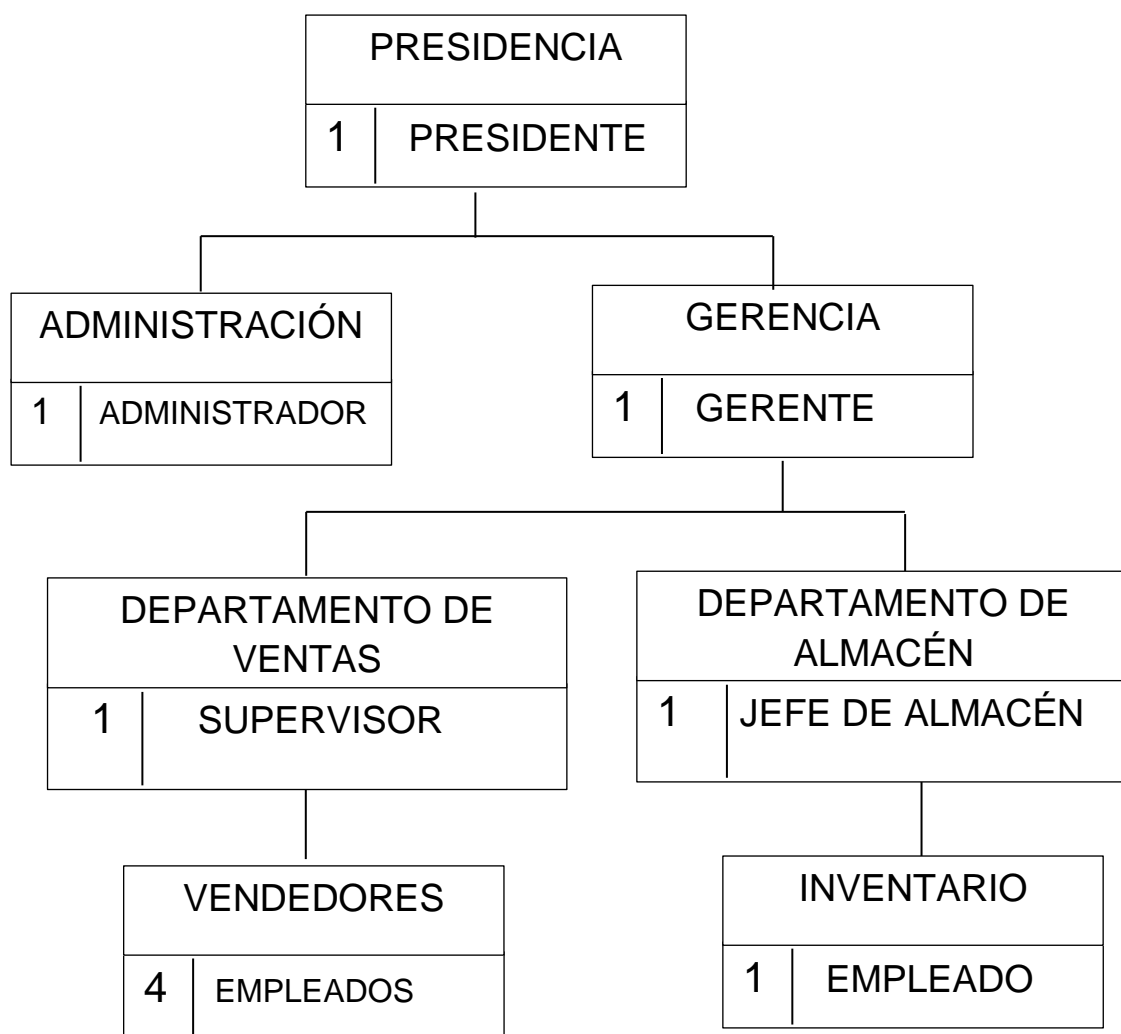 PRESIDENCIA
1 PRESIDENTE
ADMINISTRACIÓN
1 ADMINISTRADOR
GERENCIA
1 GERENTE
DEPARTAMENTO DE
VENTAS
1 SUPERVISOR
DEPARTAMENTO DE
ALMACÉN
1 JEFE DE ALMACÉN
VENDEDORES
4 EMPLEADOS
INVENTARIO
1 EMPLEADO